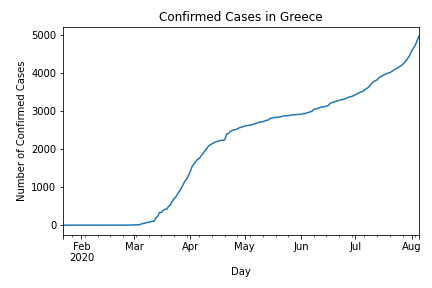 Confirmed Cases in Greece
Number of Confirmed Cases
5000
4000
3000
2000
1000
0
Feb Mar Apr May Jun Jul Aug
2020
Day